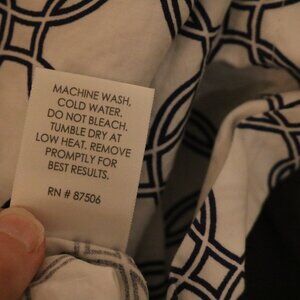 MACHINE WASH,
COLD WATER.
DO NOT BLEACH.
TUMBLE DRY AT
LOW HEAT. REMOVE
PROMPTLY FOR
BEST RESULTS.
RN # 87506